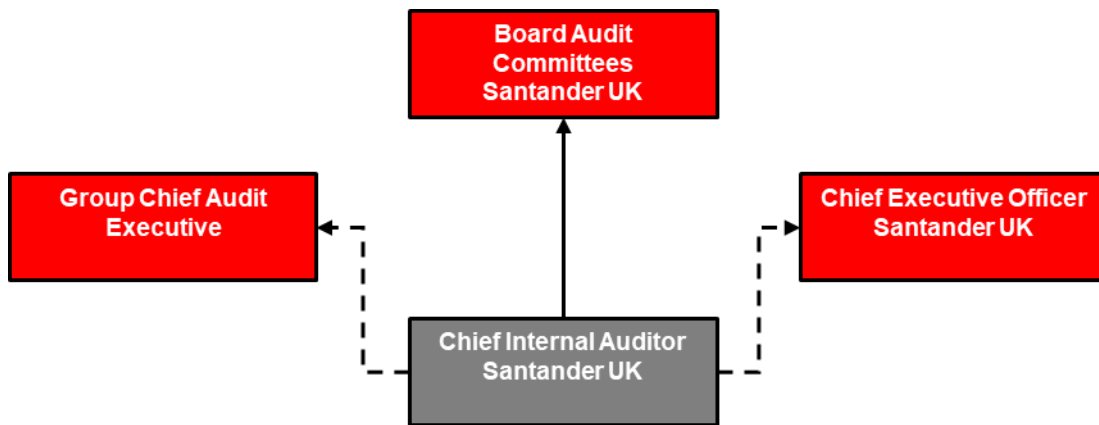 Board Audit
Committees
Santander UK
Group Chief Audit
Executive
Chief Executive Officer
Santander UK
Chief Internal Auditor
Santander UK